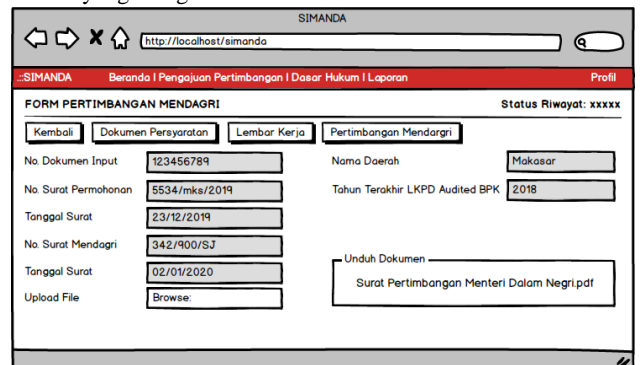 SIMANDA
http://localhost/simanda
.::SIMANDA Beranda I Pengajuan Pertimbangan I Dasar Hukum I Laporan Profil
FORM PERTIMBANGAN MENDAGRI Status Riwayat: xxxxx
Kembali Dokumen Persyaratan Lembar Kerja Pertimbangan Mendargri
No. Dokumen Input 123456789 Nama Daerah Makasar
No. Surat Permohonan 5534/mks/2019 Tahun Terakhir LKPD Audited BPK 2018
Tanggal Surat 23/12/2019
No. Surat Mendagri 342/900/SJ
Unduh Dokumen
Tanggal Surat 02/01/2020
Surat Pertimbangan Menteri Dalam Negri.pdf
Upload File Browse: